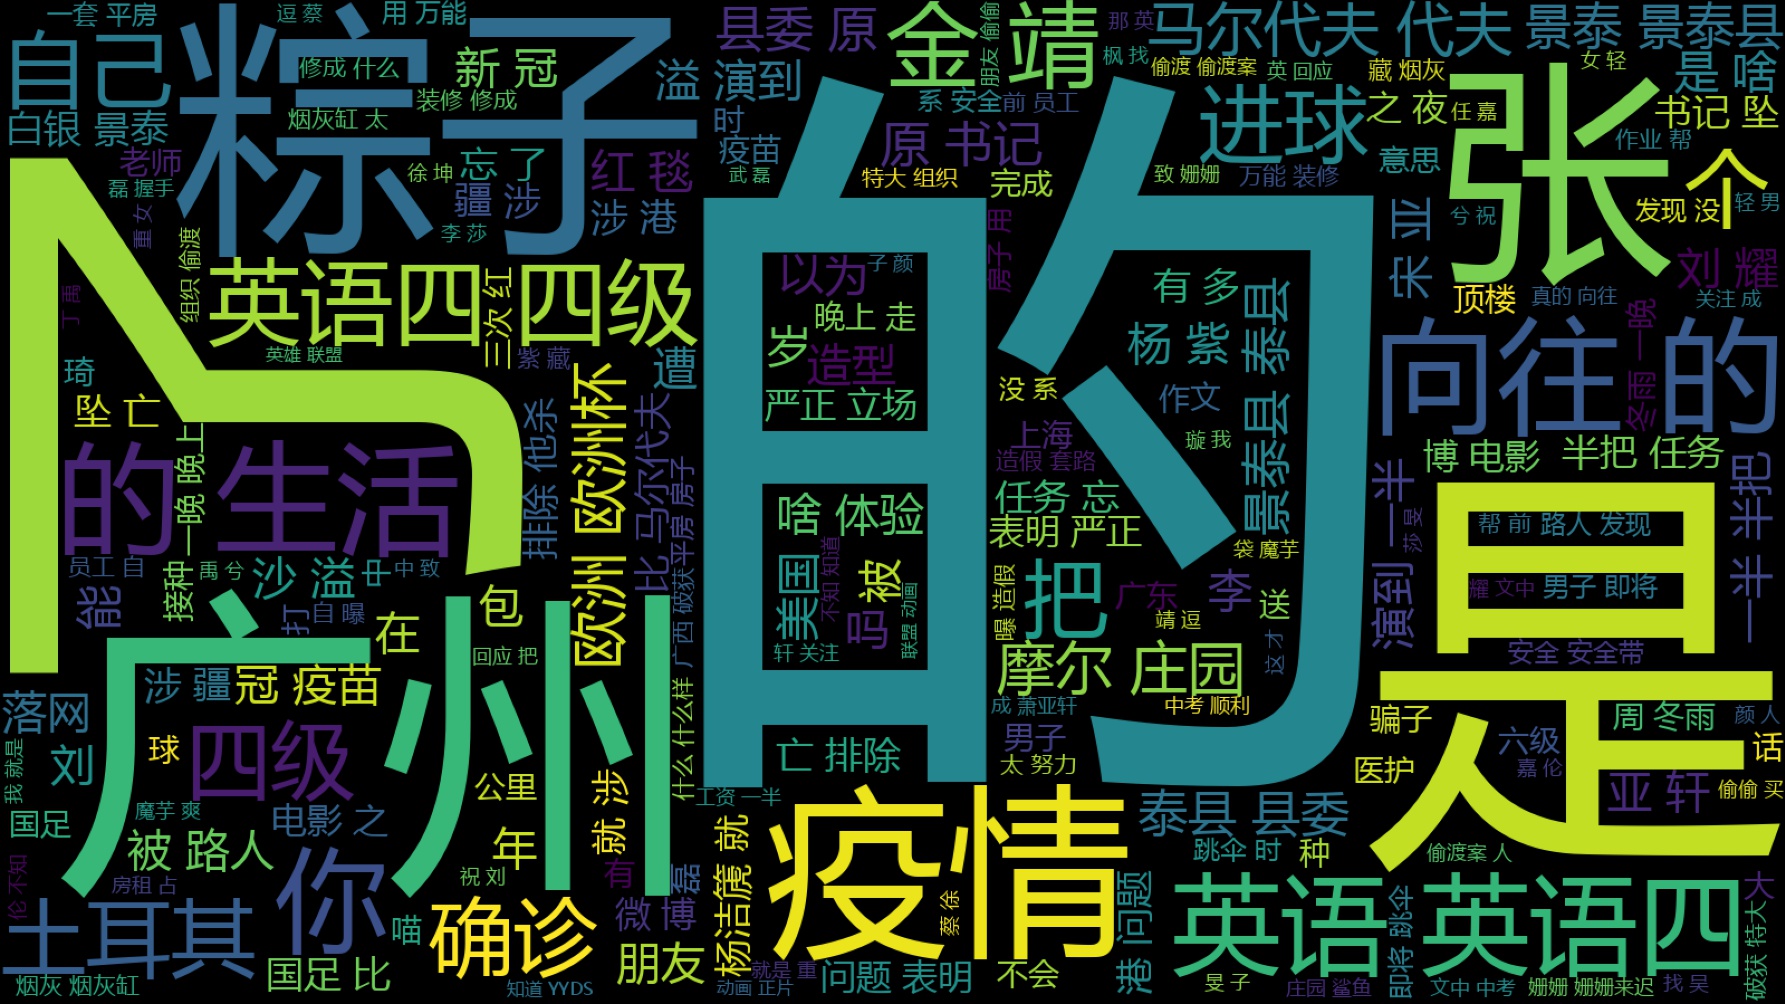 一套 平房
逗 蔡
用 万能
自己
粽子
修成 什么
新 冠
装修 修成
烟灰缸 太
白银 景泰
县委 原
金 靖
朋友 偷偷
那 英
枫 找
马尔代夫 代夫
景泰 景泰县
溢 演到
偷渡 偷渡案
英 回应
藏 烟灰
女 轻
是 啥
系 安全
前 员工
进球
之 夜
任 嘉
张
书记 坠
作业 帮
时
疫苗
原 书记
意思
个
老师
徐 坤
忘 了
红 毯
武 磊
特大 组织
完成
致 姗姗
万能 装修
磊 握手
疆 涉
涉 港
发现 没
轻 男
重 女
李 莎
房子 用
宋 亚
兮 祝
入
人
组织 偷渡
英语四 四级
三次 红
以为
子 颜
有 多
景泰县 泰县
刘 耀
丁 禹
晚上 走
顶楼
真的 向往
关注 成
岁
造型
杨 紫
向往 的
冬雨 一晚
英雄 联盟
紫 藏
遭
琦
严正 立场
没 系
作文
坠 亡
的
璇 我
上海
造假 套路
博 电影
半把 任务
的 生活
一晚 晚上
排除 他杀
欧洲 欧洲杯
比 马尔代夫
平房 房子
啥 体验
任务 忘
表明 严正
一半
莎 旻
是
帮 前
路人 发现
一半 半把
员工 自
接种
禹 兮
沙 溢
中
中 致
能
美国
不知 知道
被
袋 魔芋
曝 造假
把
广东
李
送
演到
耀 文中
男子 即将
打
自 曝
在
包
广西 破获
吗
联盟 动画
靖 逗
轩 关注
这 才
安全 安全带
广州
涉 疆
冠 疫苗
回应 把
摩尔 庄园
成 萧亚轩
中考 顺利
落网
四级
球
刘
我 就是
公里
什么 什么样
亡 排除
男子
太 努力
骗子
周 冬雨
颜 人
六级
嘉 伦
话
医护
亚 轩
偷偷 买
国足
魔芋 爽
电影 之
就 涉
工资 一半
疫情
泰县 县委
被 路人
年
跳伞 时
种
偷渡案 人
伦 不知
房租 占
你
祝 刘
有
磊
杨洁篪 就
土耳其
喵
确诊
微 博
蔡 徐
港 问题
英语 英语四
即将 跳伞
大
破获 特大
烟灰 烟灰缸
国足 比
知道 YYDS
朋友
就是 重
动画 正片
问题 表明
不会
旻 子
庄园 鲨鱼
文中 中考
姗姗 姗姗来迟
找 吴